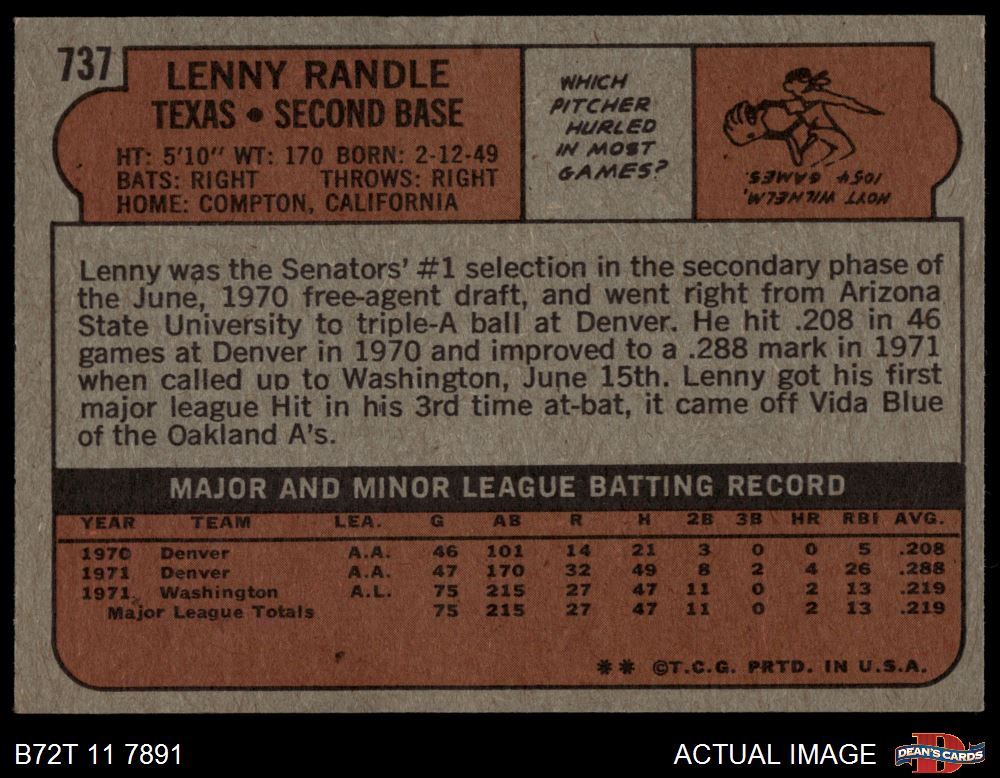 737
LENNY RANDLE
TEXAS • SECOND BASE
HT: 5'10" WT: 170 BORN: 2-12-49
BATS: RIGHT THROWS: RIGHT
HOME: COMPTON, CALIFORNIA
WHICH
PITCHER
HURLED
IN MOST
GAMES?
HOYT WILHELM,
1054 GAMES.
Lenny was the Senators' #1 selection in the secondary phase of
the June, 1970 free-agent draft, and went right from Arizona
State University to triple-A ball at Denver. He hit .208 in 46
games at Denver in 1970 and improved to a .288 mark in 1971
when called up to Washington, June 15th. Lenny got his first
major league Hit in his 3rd time at-bat, it came off Vida Blue
of the Oakland A's.
MAJOR AND MINOR LEAGUE BATTING RECORD
YEAR TEAM LEA. G AB R H 2B 3B HR RBI AVG.
1970 Denver A.A. 46 101 14 21 3 0 0 5 .208
1971 Denver A.A. 47 170 32 49 8 2 4 26 .288
1971 Washington A.L. 75 215 27 47 11 0 2 13 .219
Major League Totals 75 215 27 47 11 0 2 13 .219
** ©T.C.G. PRTD. IN U.S.A.
B72T 11 7891
ACTUAL IMAGE
DEAN'S CARDS